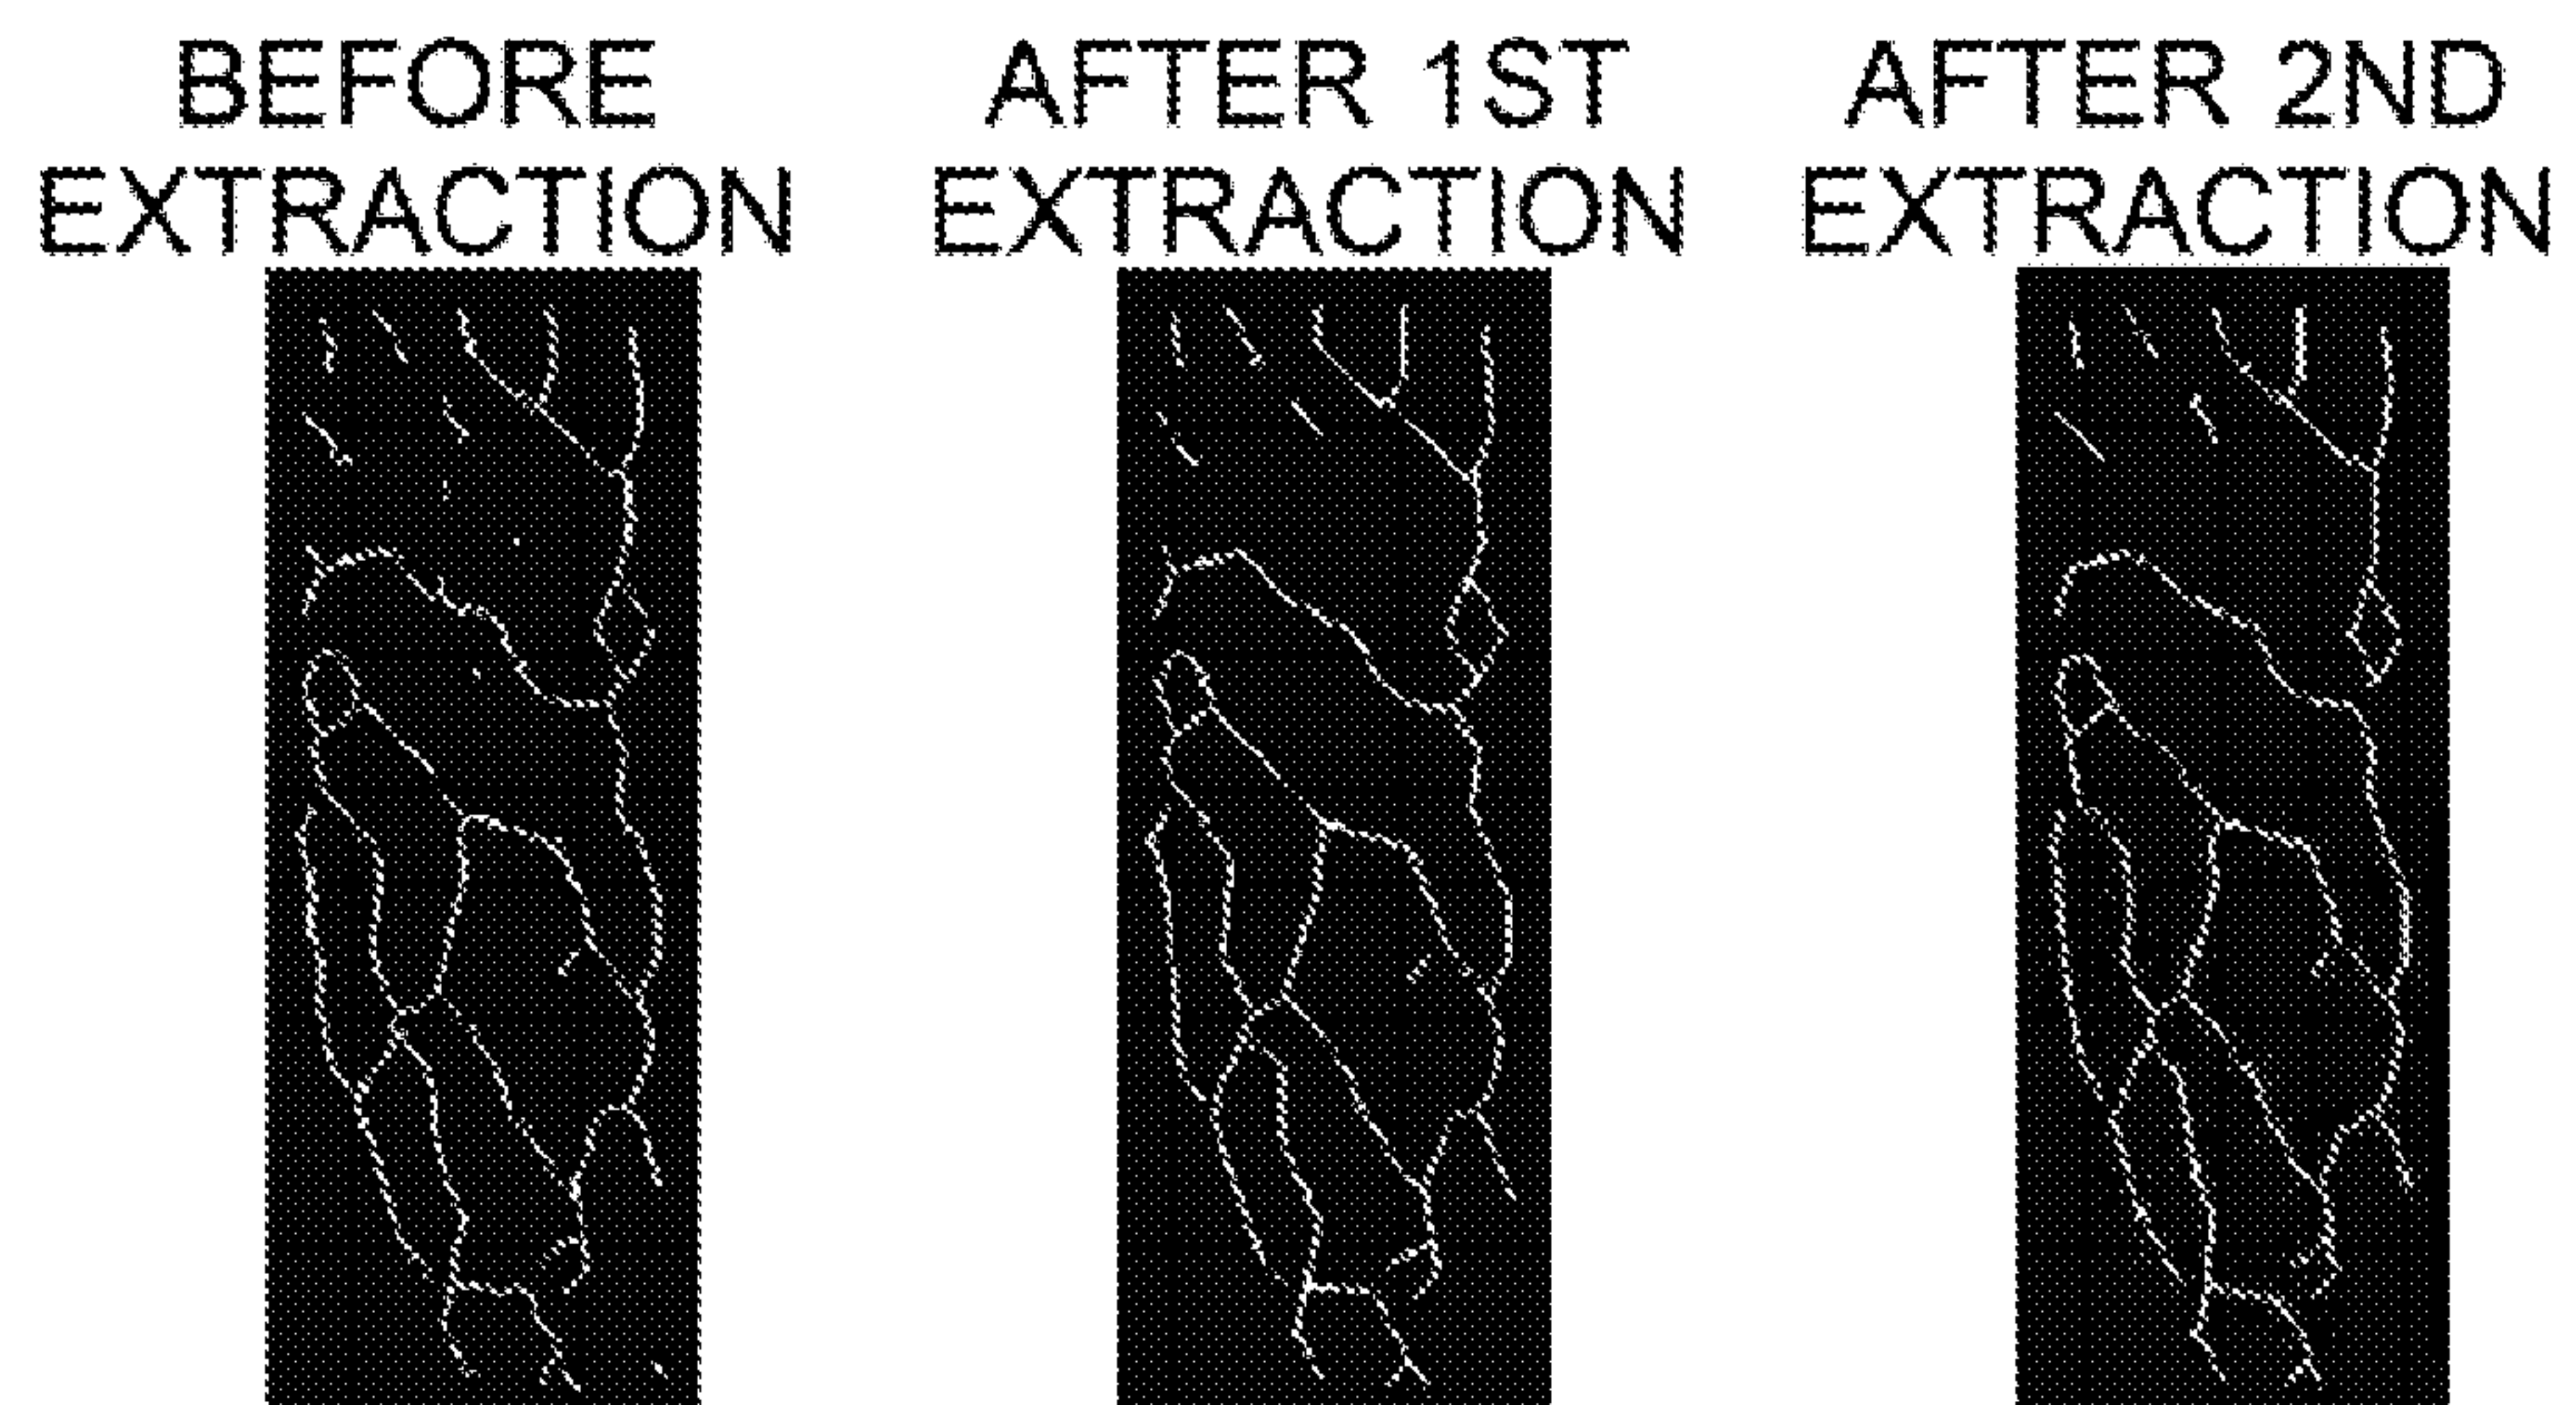 BEFORE
EXTRACTION
AFTER 1ST
EXTRACTION
AFTER 2ND
EXTRACTION